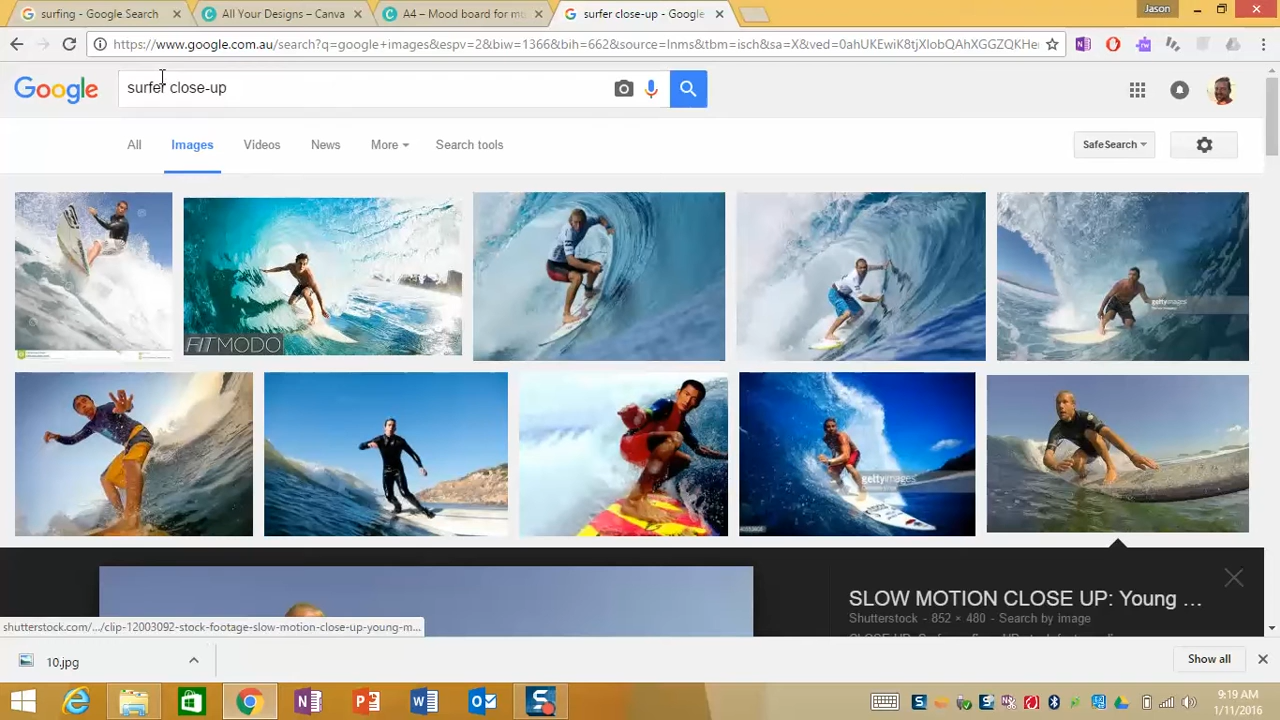 surfing - Google Search
All Your Designs – Canva
A4 – Mood board for mo
surfer close-up - Google
Jason
https://www.google.com.au/search?q=google+images&espv=2&biw=1366&bih=662&source=lnms&tbm=isch&sa=X&ved=0ahUKEwiK8tjXlobQAhXGGZQKHe
Google
surfer close-up
All
Images
Videos
News
More
Search tools
SafeSearch
FITMODO
gettyimages
gettyimages
SLOW MOTION CLOSE UP: Young ...
Shutterstock - 852 × 480 - Search by image
shutterstock.com/.../clip-12003092-stock-footage-slow-motion-close-up-young-m...
10.jpg
Show all
9:19 AM
1/11/2016